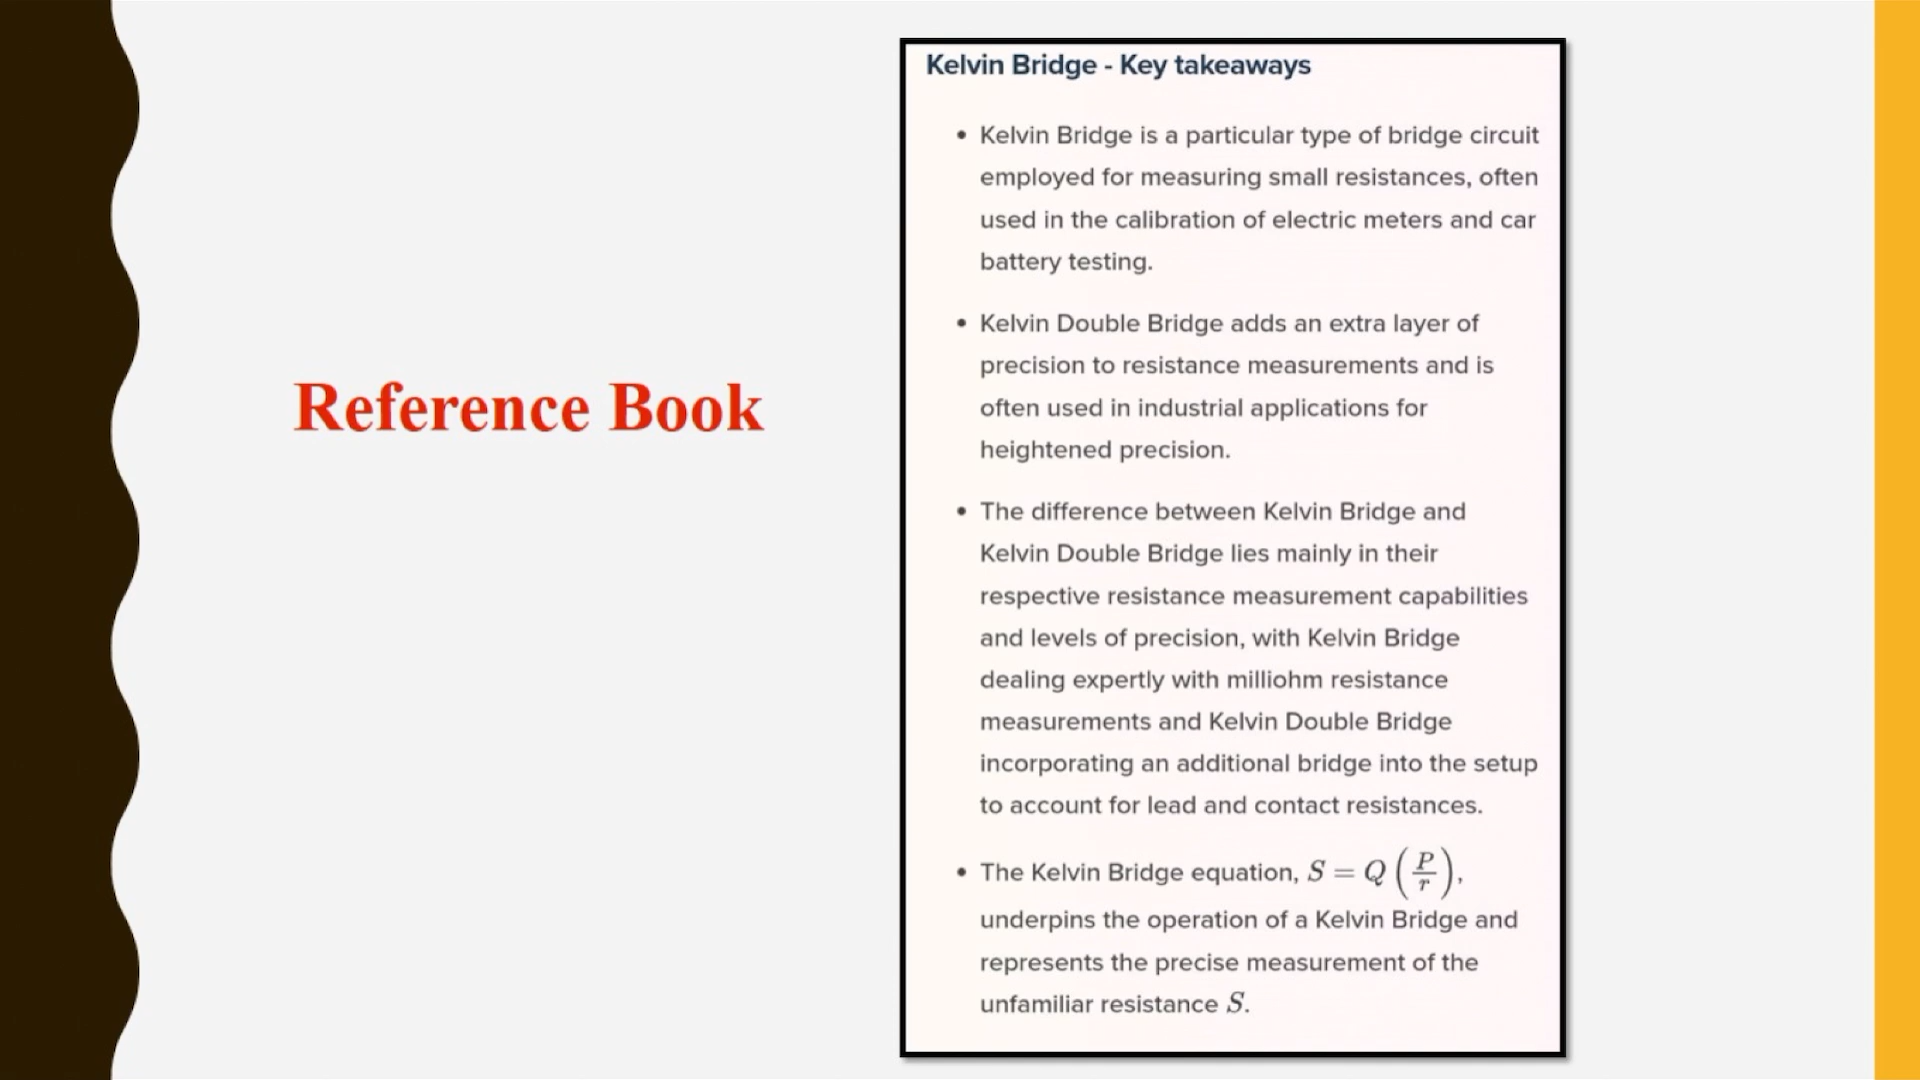 Reference Book
Kelvin Bridge - Key takeaways
• Kelvin Bridge is a particular type of bridge circuit
employed for measuring small resistances, often
used in the calibration of electric meters and car
battery testing.
• Kelvin Double Bridge adds an extra layer of
precision to resistance measurements and is
often used in industrial applications for
heightened precision.
• The difference between Kelvin Bridge and
Kelvin Double Bridge lies mainly in their
respective resistance measurement capabilities
and levels of precision, with Kelvin Bridge
dealing expertly with milliohm resistance
measurements and Kelvin Double Bridge
incorporating an additional bridge into the setup
to account for lead and contact resistances.
• The Kelvin Bridge equation, S = Q (P/r),
underpins the operation of a Kelvin Bridge and
represents the precise measurement of the
unfamiliar resistance S.